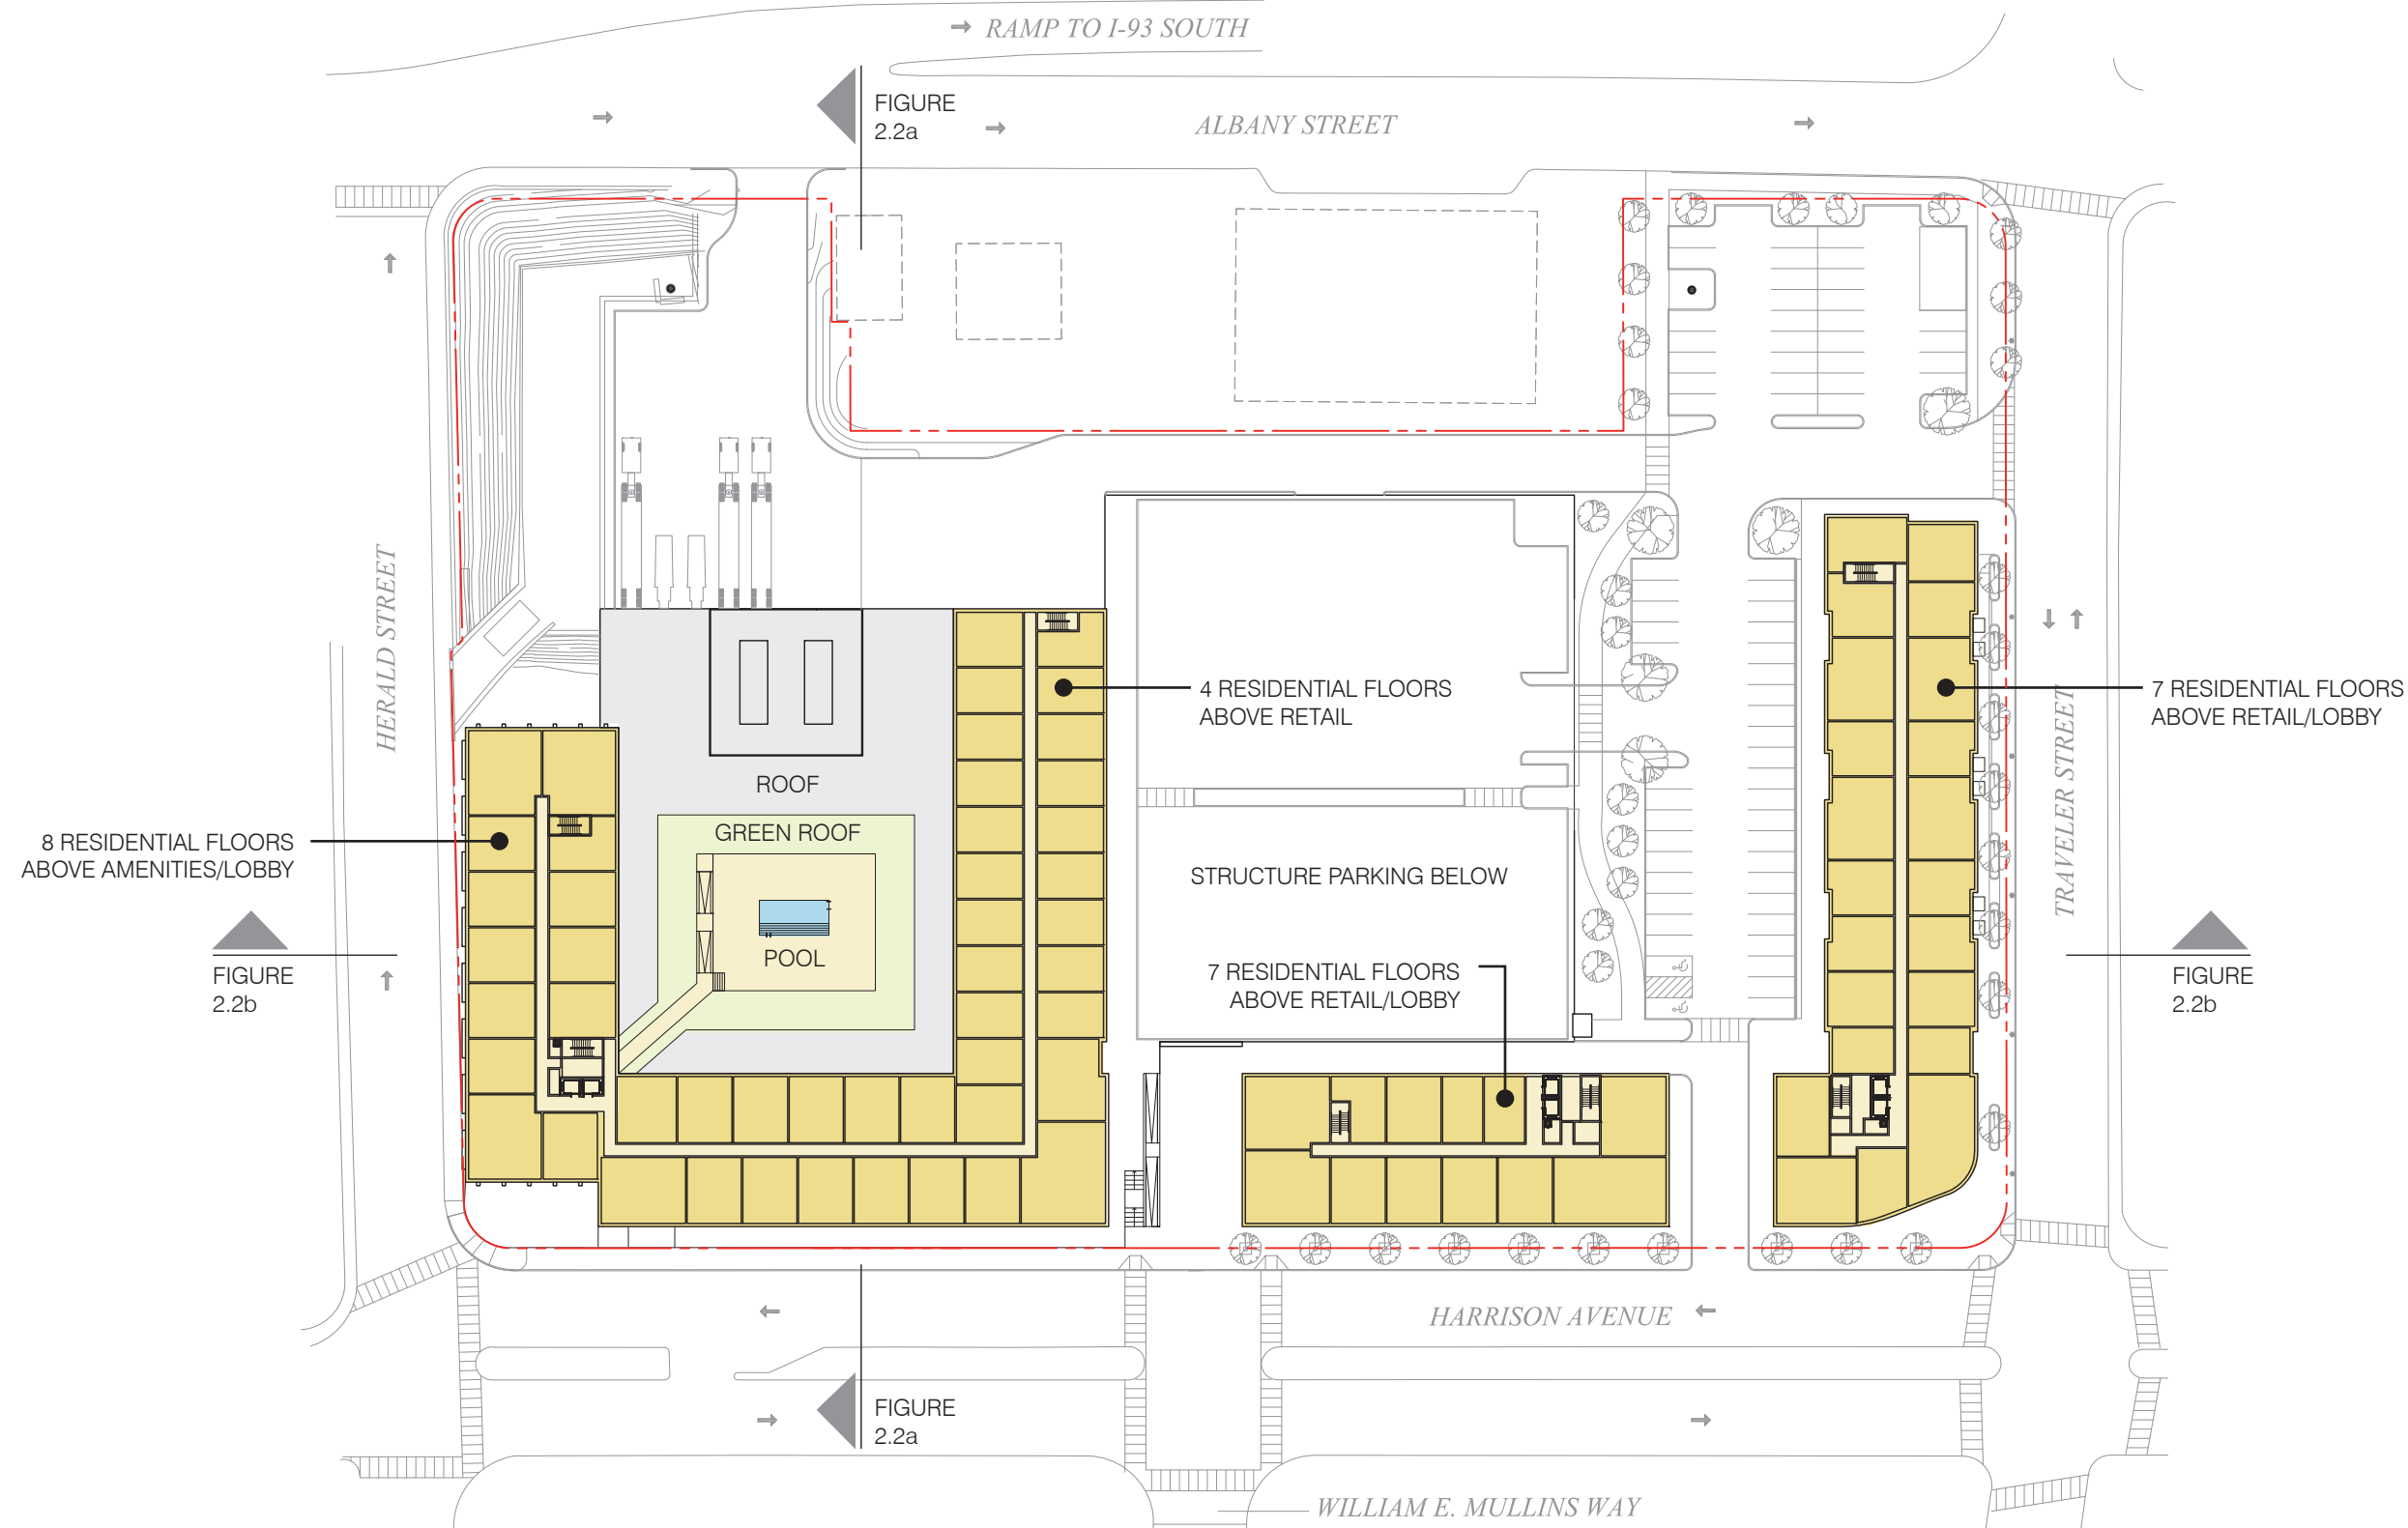 RAMP TO I-93 SOUTH
FIGURE
2.2a
ALBANY STREET
HERALD STREET
4 RESIDENTIAL FLOORS
ABOVE RETAIL
7 RESIDENTIAL FLOORS
ABOVE RETAIL/LOBBY
TRAVELER STREET
ROOF
GREEN ROOF
8 RESIDENTIAL FLOORS
ABOVE AMENITIES/LOBBY
STRUCTURE PARKING BELOW
POOL
7 RESIDENTIAL FLOORS
ABOVE RETAIL/LOBBY
FIGURE
2.2b
FIGURE
2.2b
HARRISON AVENUE
FIGURE
2.2a
WILLIAM E. MULLINS WAY